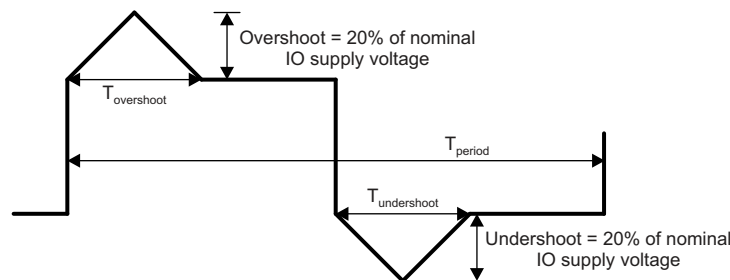 Overshoot = 20% of nominal
IO supply voltage
Tovershoot
Tperiod
Tundershoot
Undershoot = 20% of nominal
IO supply voltage